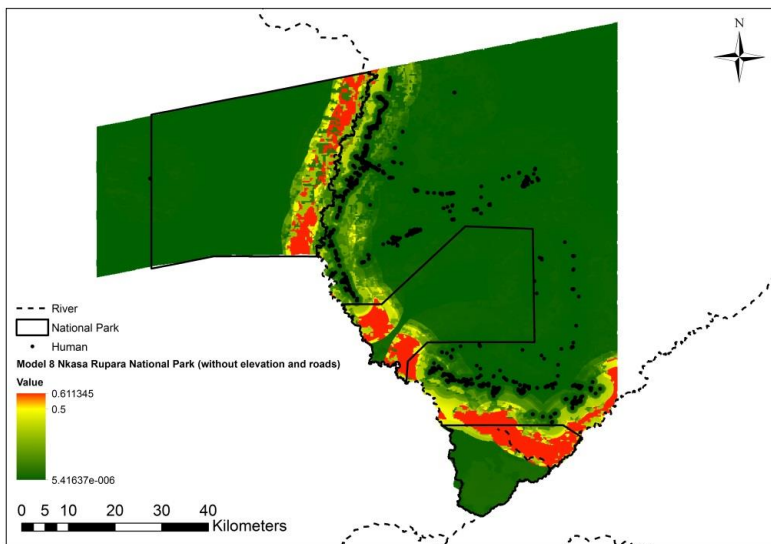 N
River
National Park
Human
Model 8 Nkasa Rupara National Park (without elevation and roads)
Value
0.611345
0.5
5.41637e-006
0 5 10 20 30 40
Kilometers